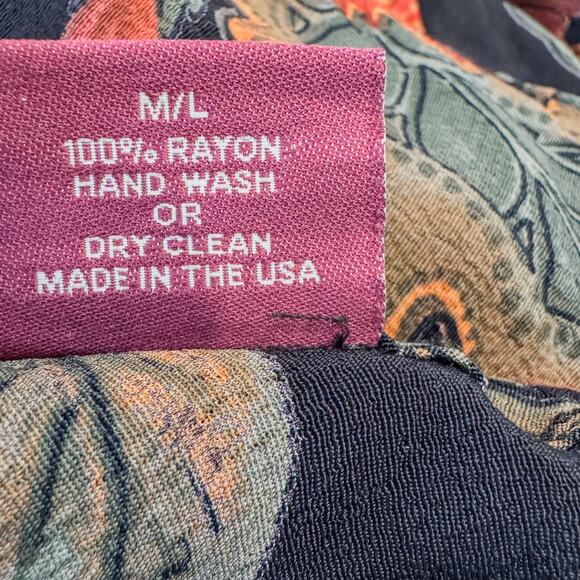 M/L
100% RAYON
HAND WASH
OR
DRY CLEAN
MADE IN THE USA